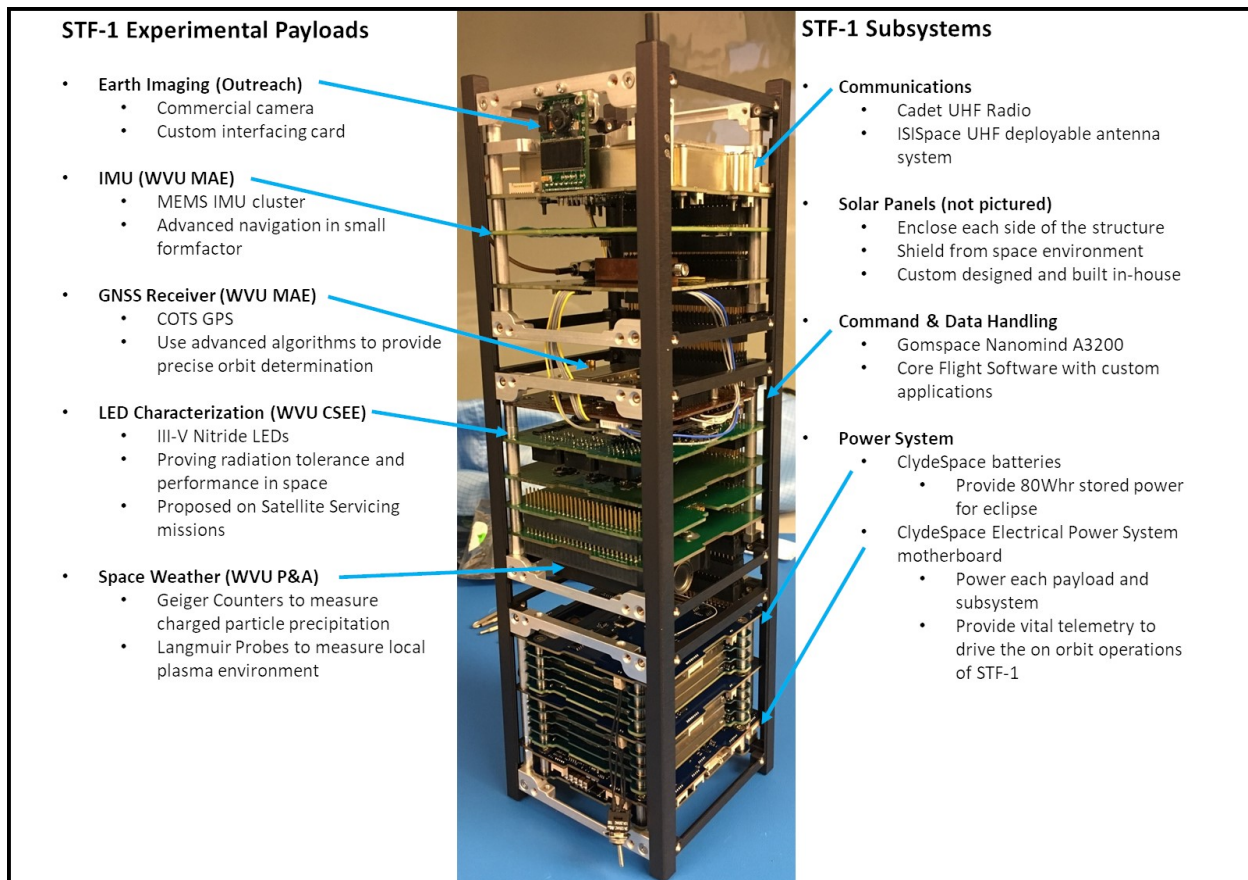 STF-1 Experimental Payloads
• Earth Imaging (Outreach)
• Commercial camera
• Custom interfacing card
• IMU (WVU MAE)
• MEMS IMU cluster
• Advanced navigation in small
formfactor
• GNSS Receiver (WVU MAE)
• COTS GPS
• Use advanced algorithms to provide
precise orbit determination
• LED Characterization (WVU CSEE)
• III-V Nitride LEDs
• Proving radiation tolerance and
performance in space
• Proposed on Satellite Servicing
missions
• Space Weather (WVU P&A)
• Geiger Counters to measure
charged particle precipitation
• Langmuir Probes to measure local
plasma environment
STF-1 Subsystems
• Communications
• Cadet UHF Radio
• ISISpace UHF deployable antenna
system
• Solar Panels (not pictured)
• Enclose each side of the structure
• Shield from space environment
• Custom designed and built in-house
• Command & Data Handling
• Gomspace Nanomind A3200
• Core Flight Software with custom
applications
• Power System
• ClydeSpace batteries
• Provide 80Whr stored power
for eclipse
• ClydeSpace Electrical Power System
motherboard
• Power each payload and
subsystem
• Provide vital telemetry to
drive the on orbit operations
of STF-1